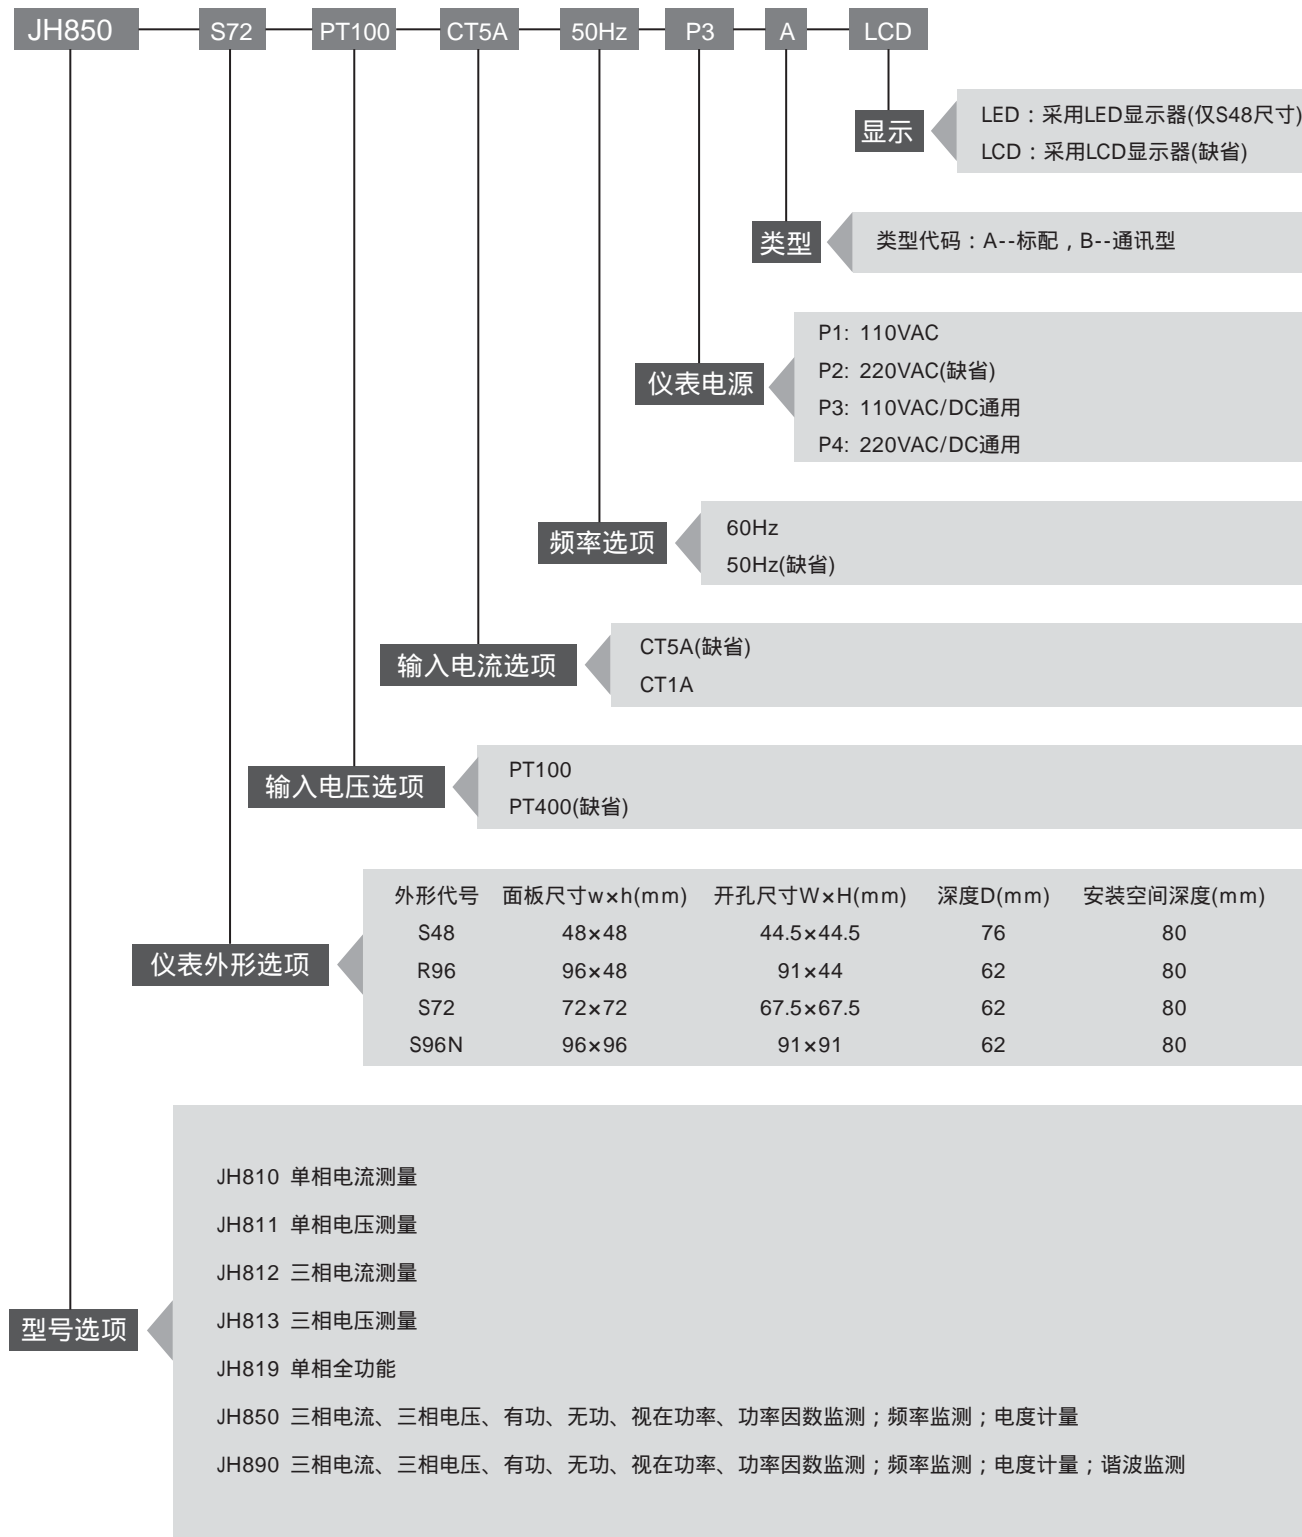 JH850 S72 PT100 CT5A 50Hz P3 A LCD
显示
LED：采用LED显示器(仅S48尺寸)
LCD：采用LCD显示器(缺省)
类型
类型代码：A--标配，B--通讯型
仪表电源
P1: 110VAC
P2: 220VAC(缺省)
P3: 110VAC/DC通用
P4: 220VAC/DC通用
频率选项
60Hz
50Hz(缺省)
输入电流选项
CT5A(缺省)
CT1A
输入电压选项
PT100
PT400(缺省)
仪表外形选项
外形代号 面板尺寸w×h(mm) 开孔尺寸W×H(mm) 深度D(mm) 安装空间深度(mm)
S48 48×48 44.5×44.5 76 80
R96 96×48 91×44 62 80
S72 72×72 67.5×67.5 62 80
S96N 96×96 91×91 62 80
型号选项
JH810 单相电流测量
JH811 单相电压测量
JH812 三相电流测量
JH813 三相电压测量
JH819 单相全功能
JH850 三相电流、三相电压、有功、无功、视在功率、功率因数监测；频率监测；电度计量
JH890 三相电流、三相电压、有功、无功、视在功率、功率因数监测；频率监测；电度计量；谐波监测